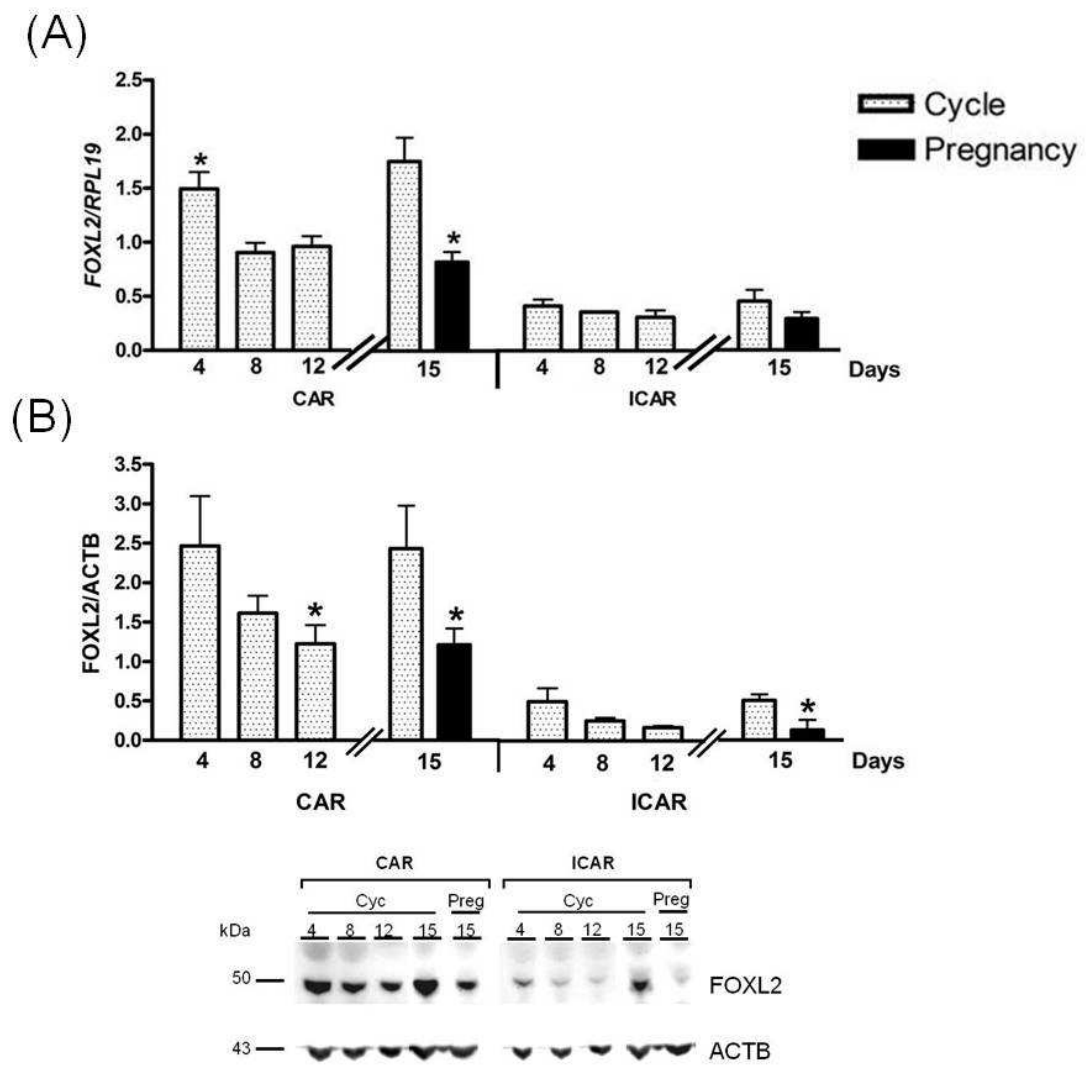 (A)
2.5
2.0
1.5
1.0
0.5
0.0
FOXL2/RPL19
*
*
Cycle
Pregnancy
4 8 12 15 4 8 12 15 Days
CAR ICAR
(B)
3.5
3.0
2.5
2.0
1.5
1.0
0.5
0.0
FOXL2/ACTB
*
*
*
4 8 12 15 4 8 12 15 Days
CAR ICAR
CAR ICAR
Cyc Preg Cyc Preg
kDa 4 8 12 15 15 4 8 12 15 15
50 FOXL2
43 ACTB